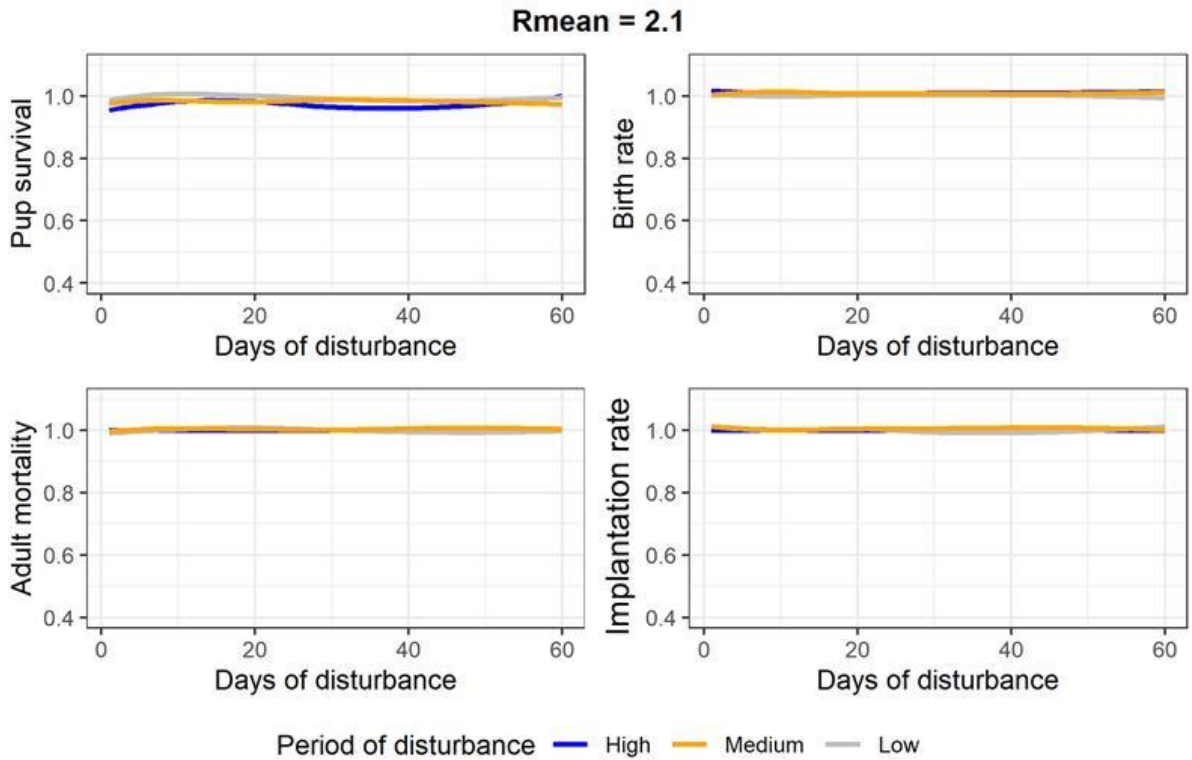 Rmean = 2.1
Pup survival
1.0
0.8
0.6
0.4
0 20 40 60
Days of disturbance
Birth rate
1.0
0.8
0.6
0.4
0 20 40 60
Days of disturbance
Adult mortality
1.0
0.8
0.6
0.4
0 20 40 60
Days of disturbance
Implantation rate
1.0
0.8
0.6
0.4
0 20 40 60
Days of disturbance
Period of disturbance High Medium Low